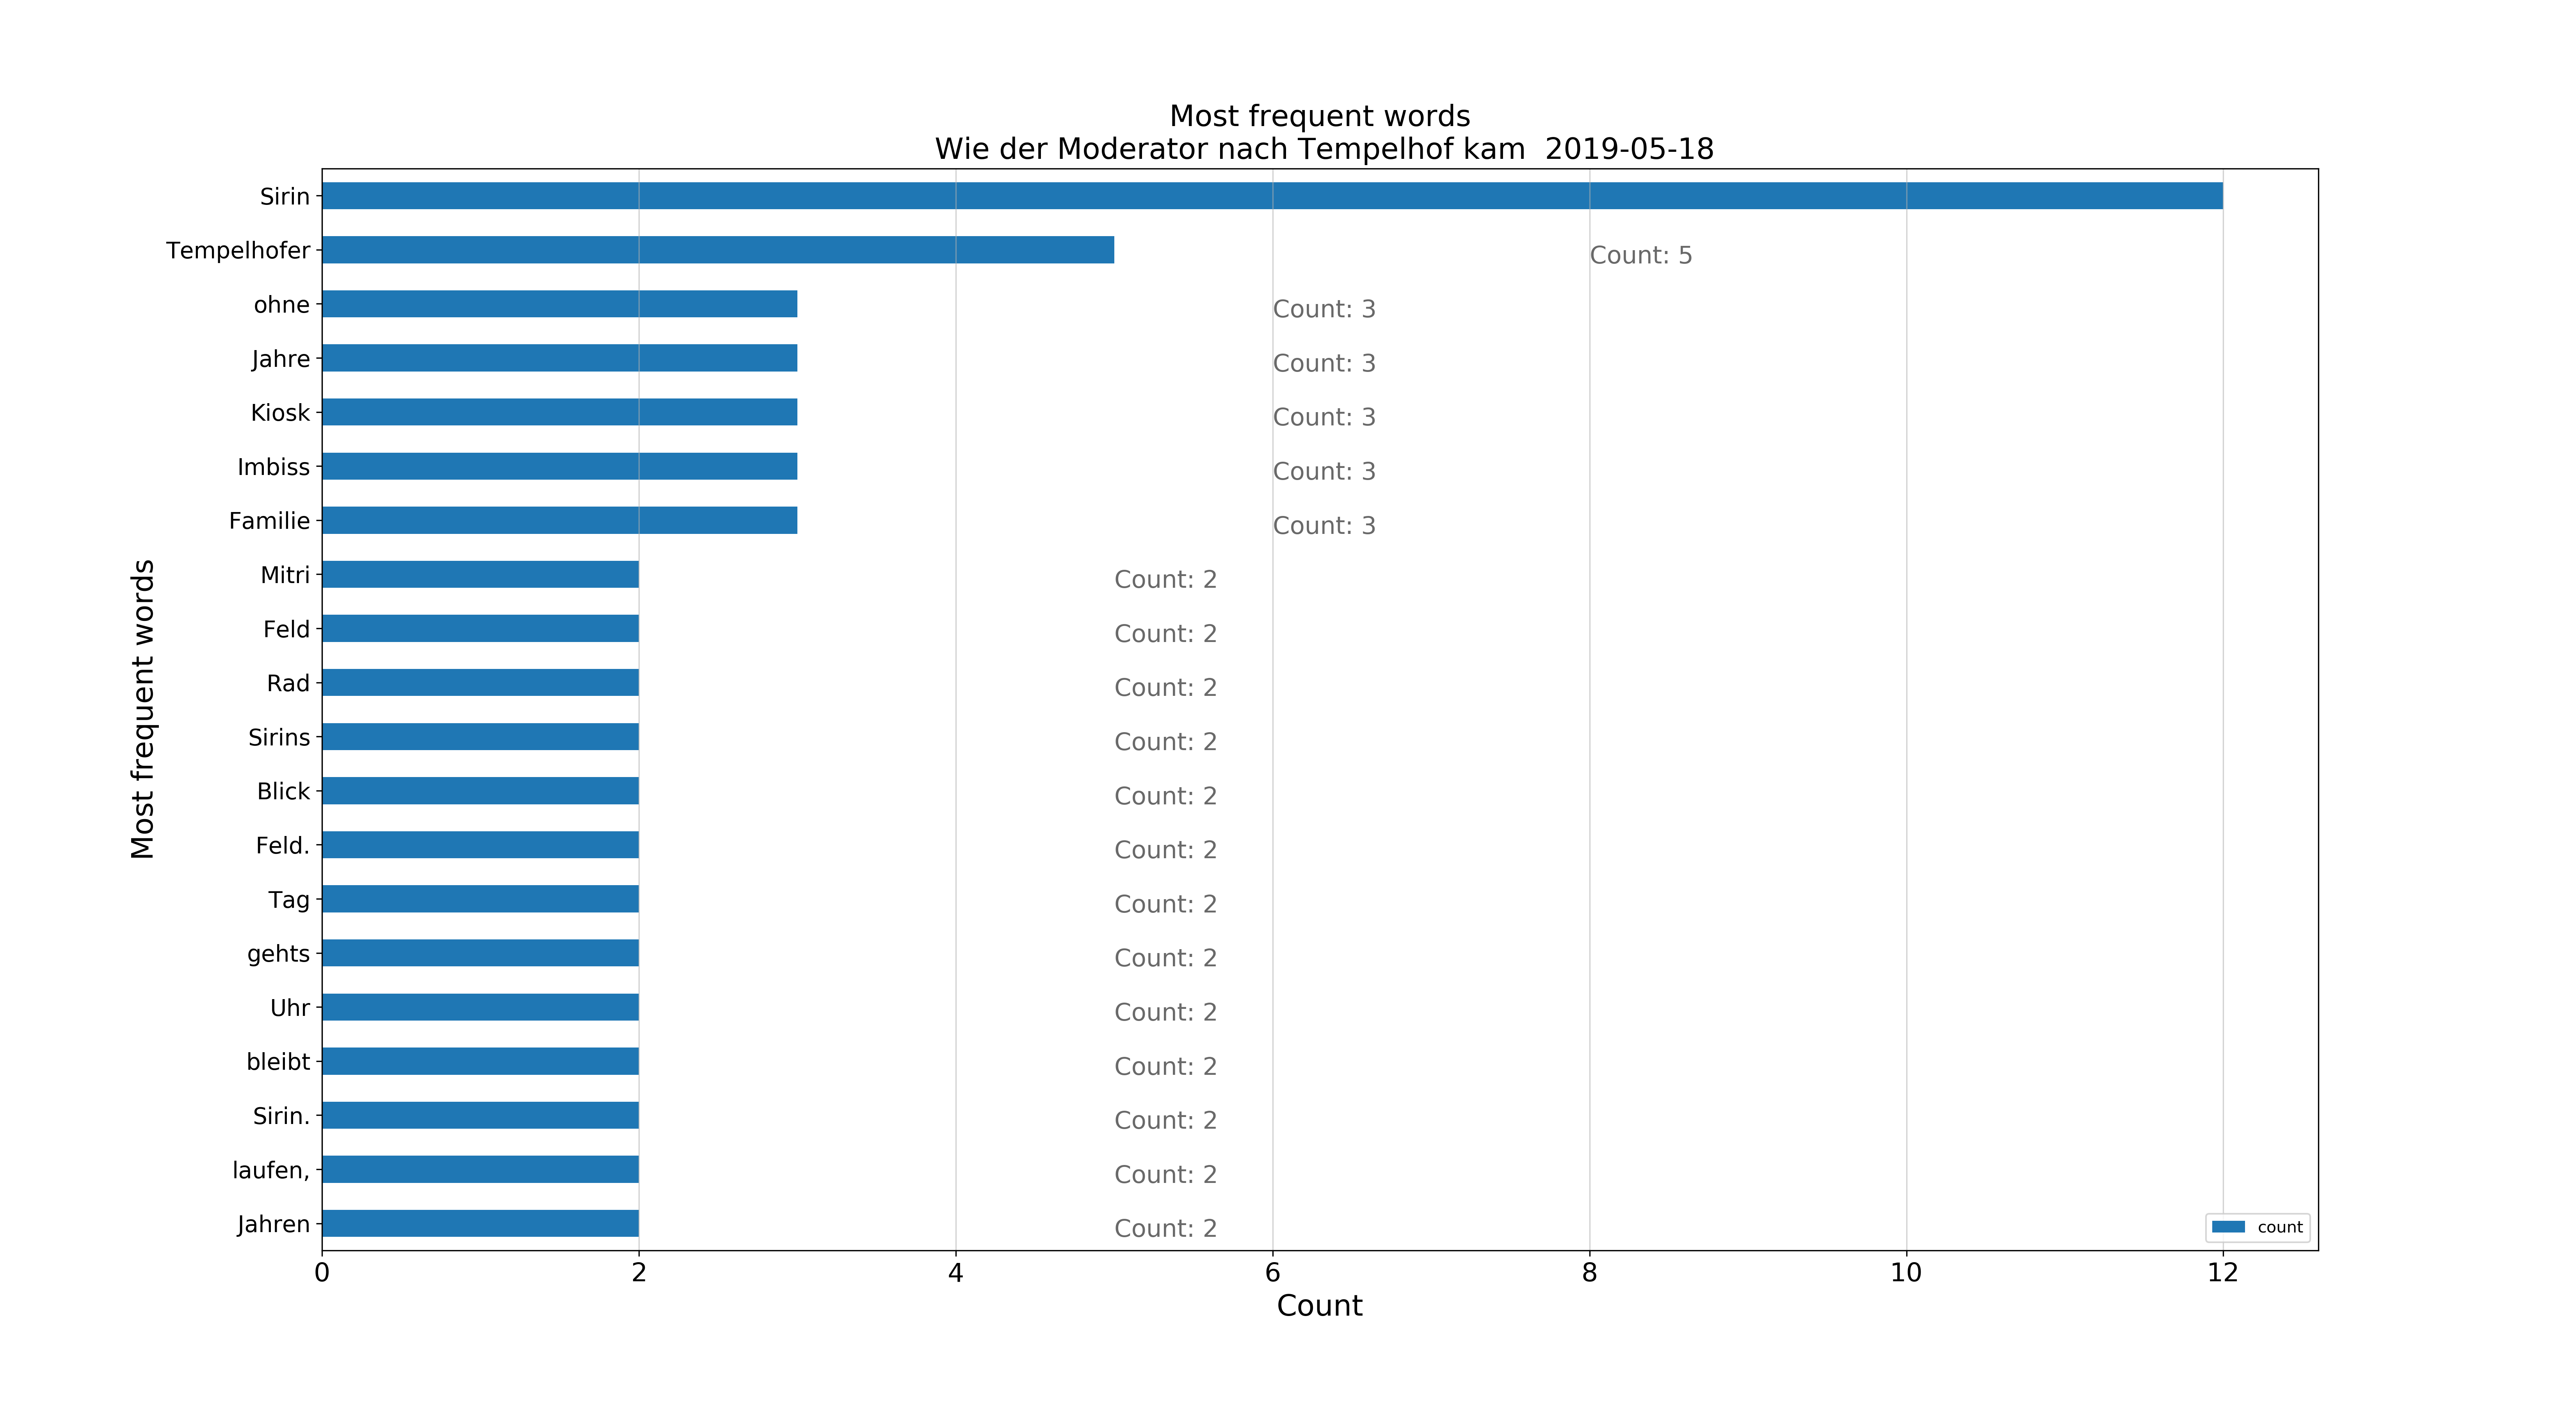 Most frequent words
Wie der Moderator nach Tempelhof kam  2019-05-18
Most frequent words
Sirin
Tempelhofer Count: 5
ohne Count: 3
Jahre Count: 3
Kiosk Count: 3
Imbiss Count: 3
Familie Count: 3
Mitri Count: 2
Feld Count: 2
Rad Count: 2
Sirins Count: 2
Blick Count: 2
Feld. Count: 2
Tag Count: 2
gehts Count: 2
Uhr Count: 2
bleibt Count: 2
Sirin. Count: 2
laufen, Count: 2
Jahren Count: 2
count
0 2 4 6 8 10 12
Count